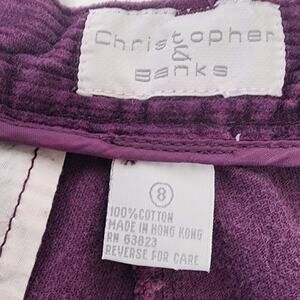 Christopher
&
Banks
8
100% COTTON
MADE IN HONG KONG
RN 63823
REVERSE FOR CARE